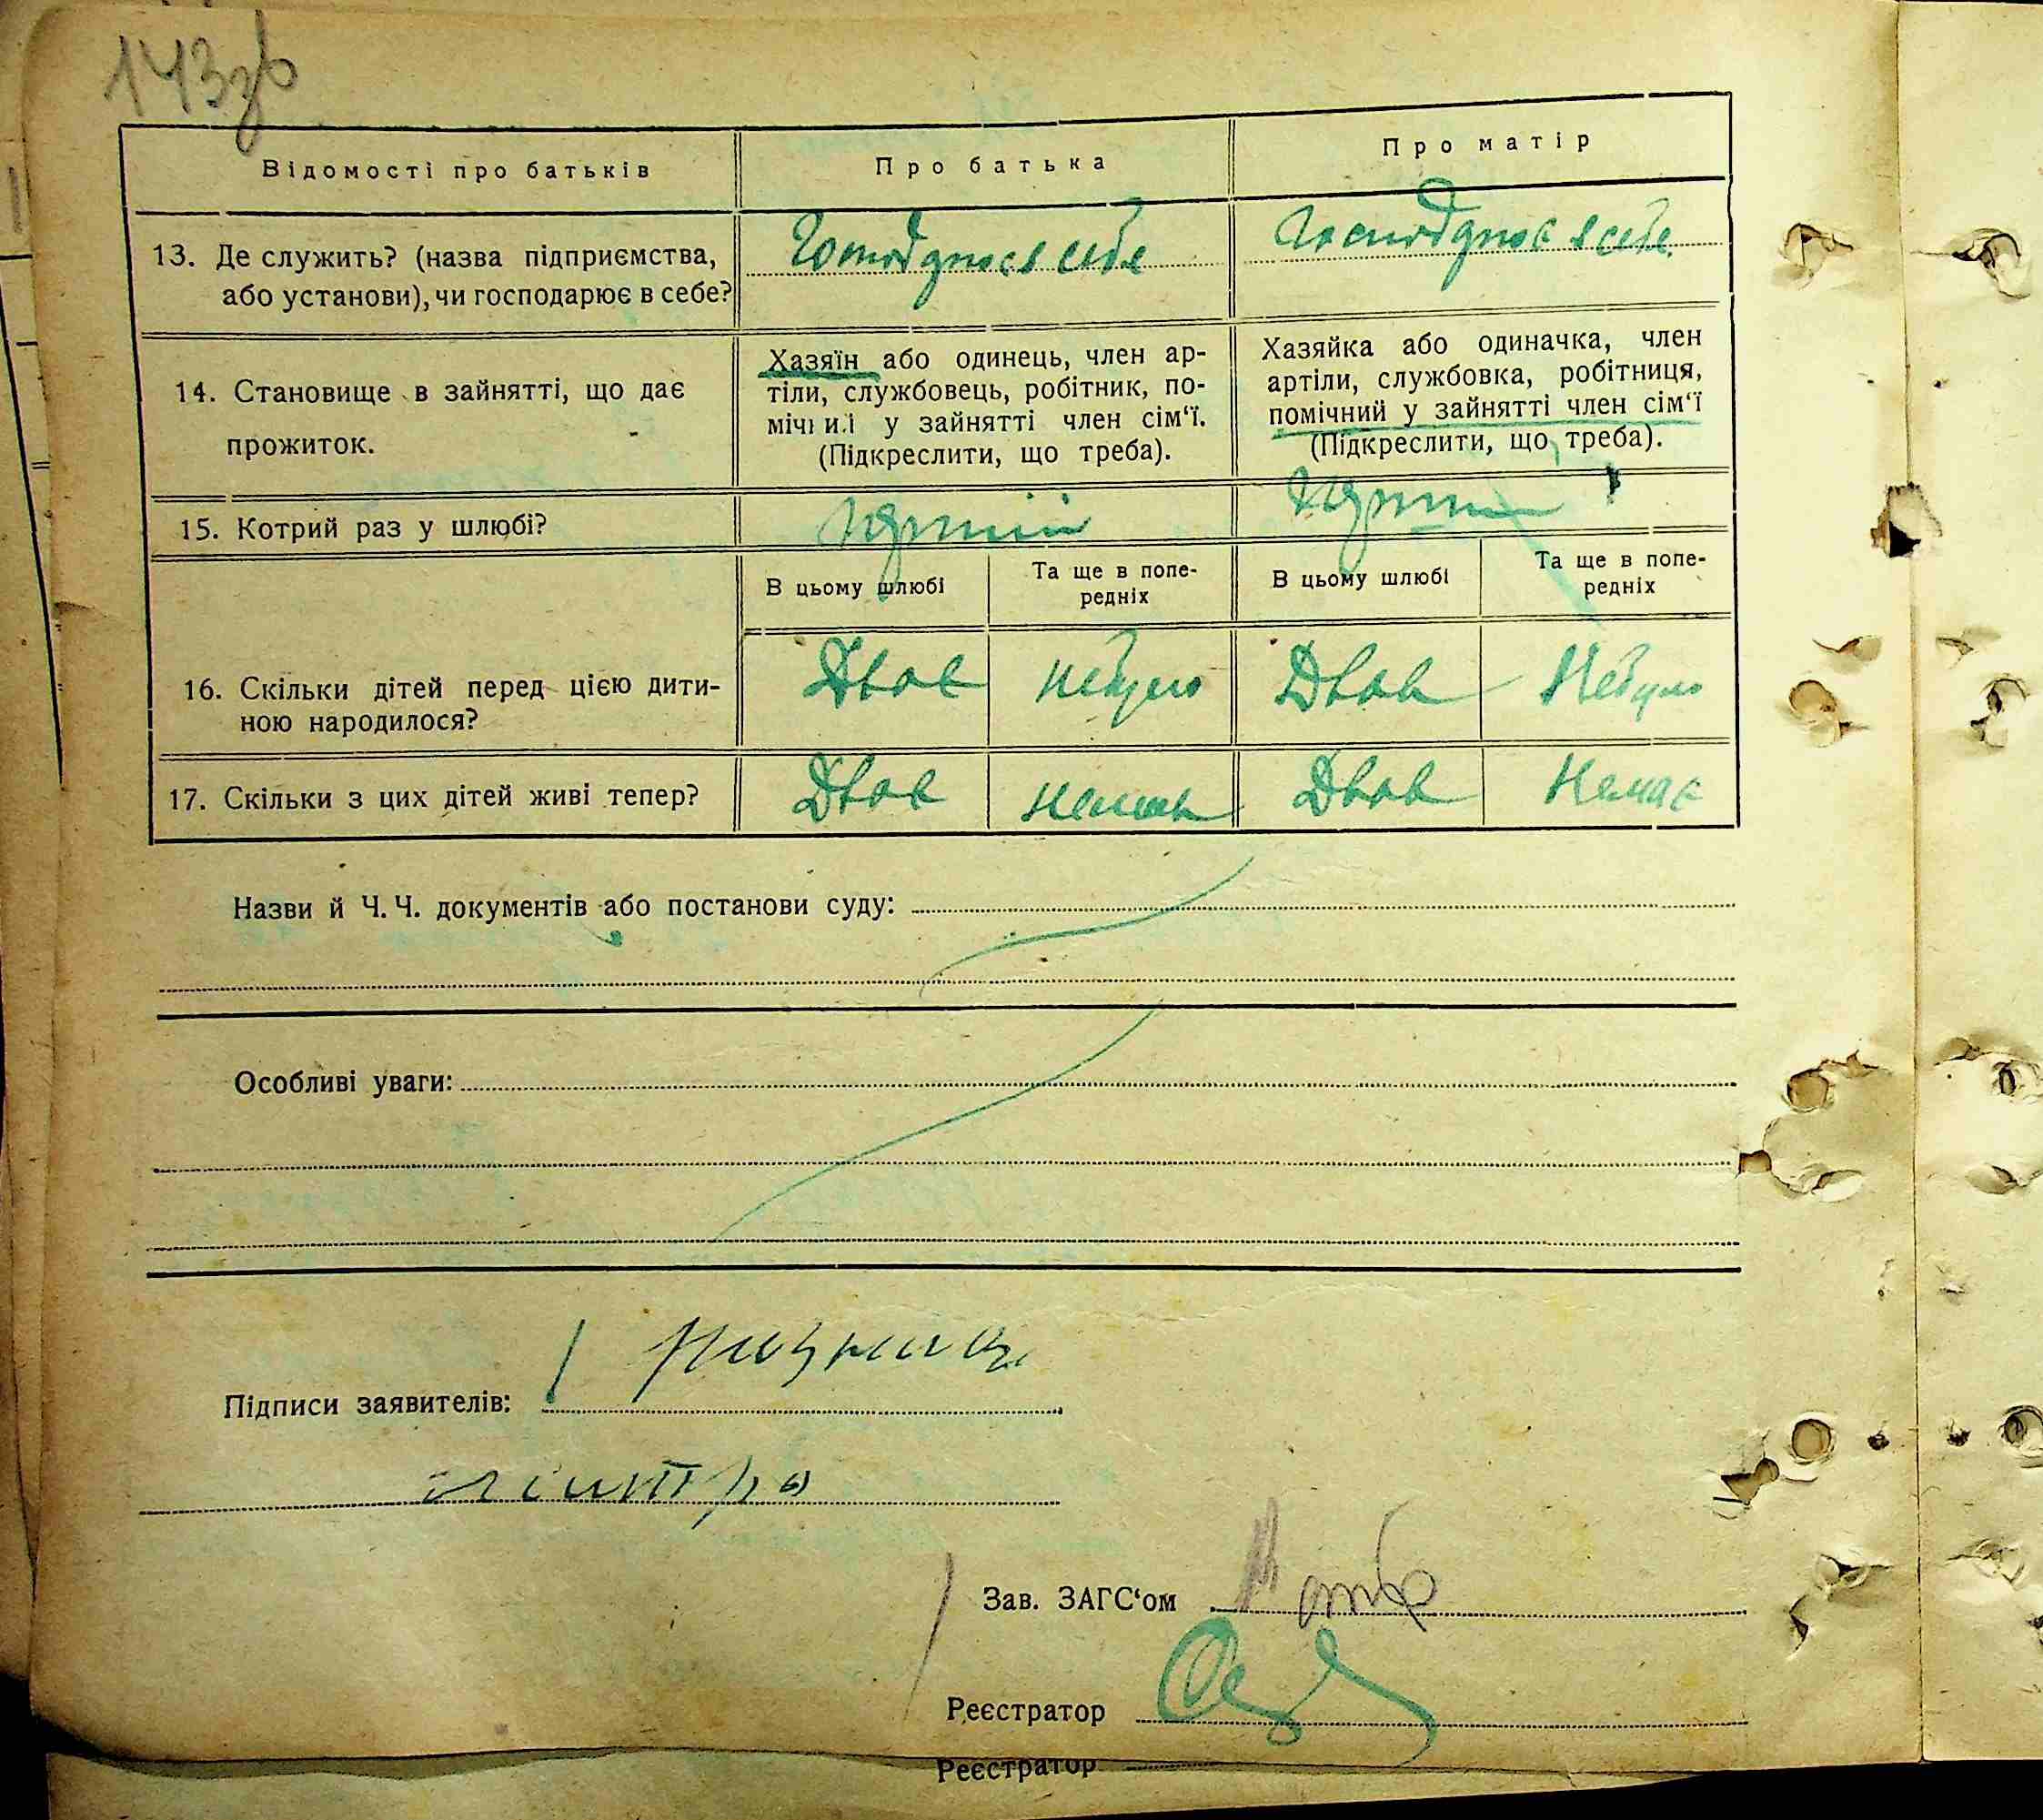 143зв
Відомості про батьків
Про батька
Про матір
13. Де служить? (назва підприємства,
або установи), чи господарює в себе?
Господарює в себе
Господарює в себе
14. Становище в зайнятті, що дає
прожиток.
Хазяїн або одинець, член ар-
тіли, службовець, робітник, по-
мічний у зайнятті член сім‘ї.
(Підкреслити, що треба).
Хазяйка або одиначка, член
артіли, службовка, робітниця,
помічний у зайнятті член сім‘ї
(Підкреслити, що треба).
15. Котрий раз у шлюбі?
В цьому шлюбі
Та ще в попе-
редніх
В цьому шлюбі
Та ще в попе-
редніх
16. Скільки дітей перед цією дити-
ною народилося?
Двоє
Небуло
Двоє
Небуло
17. Скільки з цих дітей живі тепер?
Двоє
Немає
Двоє
Немає
Назви й Ч. Ч. документів або постанови суду:
Особливі уваги:
Підписи заявителів:
Зав. ЗАГС‘ом
Реєстратор
Реєстратор